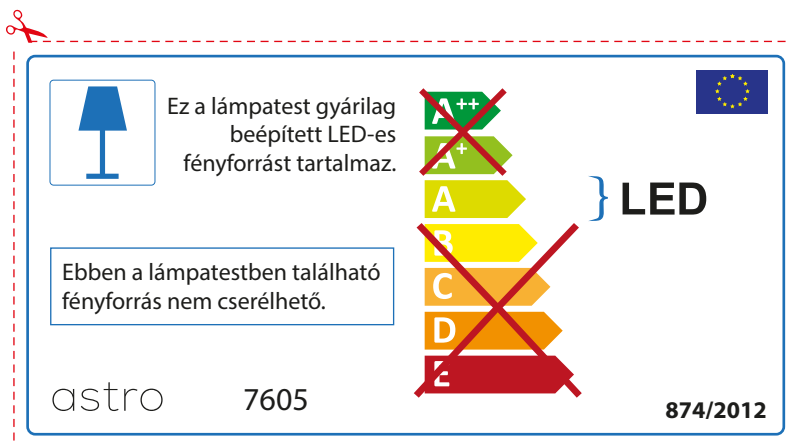 Ez a lámpatest gyárilag
beépített LED-es
fényforrást tartalmaz.
Ebben a lámpatestben található
fényforrás nem cserélhető.
A++
A+
A
B
C
D
E
LED
astro
7605
874/2012